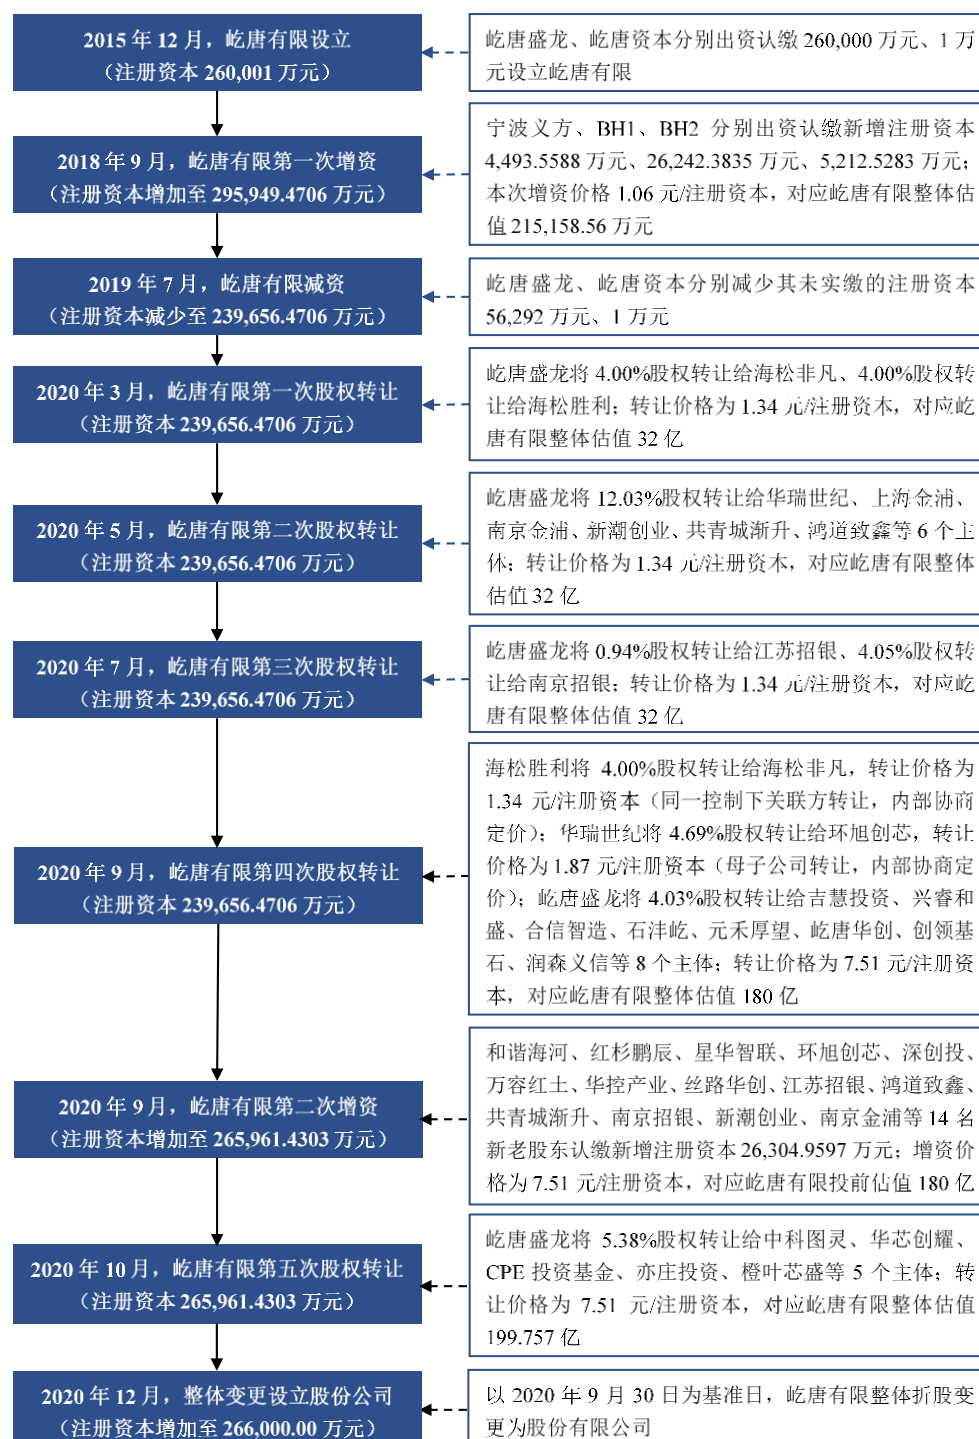 2015 年 12 月，屹唐有限设立
（注册资本 260,001 万元）
屹唐盛龙、屹唐资本分别出资认缴 260,000 万元、1 万
元设立屹唐有限
2018 年 9 月，屹唐有限第一次增资
（注册资本增加至 295,949.4706 万元）
宁波义方、BH1、BH2 分别出资认缴新增注册资本
4,493.5588 万元、26,242.3835 万元、5,212.5283 万元；
本次增资价格 1.06 元/注册资本，对应屹唐有限整体估
值 215,158.56 万元
2019 年 7 月，屹唐有限减资
（注册资本减少至 239,656.4706 万元）
屹唐盛龙、屹唐资本分别减少其未实缴的注册资本
56,292 万元、1 万元
2020 年 3 月，屹唐有限第一次股权转让
（注册资本 239,656.4706 万元）
屹唐盛龙将 4.00%股权转让给海松非凡、4.00%股权转
让给海松胜利；转让价格为 1.34 元/注册资本，对应屹
唐有限整体估值 32 亿
2020 年 5 月，屹唐有限第二次股权转让
（注册资本 239,656.4706 万元）
屹唐盛龙将 12.03%股权转让给华瑞世纪、上海金浦、
南京金浦、新潮创业、共青城渐升、鸿道致鑫等 6 个主
体；转让价格为 1.34 元/注册资本，对应屹唐有限整体
估值 32 亿
2020 年 7 月，屹唐有限第三次股权转让
（注册资本 239,656.4706 万元）
屹唐盛龙将 0.94%股权转让给江苏招银、4.05%股权转
让给南京招银；转让价格为 1.34 元/注册资本，对应屹
唐有限整体估值 32 亿
2020 年 9 月，屹唐有限第四次股权转让
（注册资本 239,656.4706 万元）
海松胜利将 4.00%股权转让给海松非凡，转让价格为
1.34 元/注册资本（同一控制下关联方转让，内部协商
定价）；华瑞世纪将 4.69%股权转让给环旭创芯，转让
价格为 1.87 元/注册资本（母子公司转让，内部协商定
价）；屹唐盛龙将 4.03%股权转让给吉慧投资、兴睿和
盛、合信智造、石沣屹、元禾厚望、屹唐华创、创领基
石、润森义信等 8 个主体；转让价格为 7.51 元/注册资
本，对应屹唐有限整体估值 180 亿
2020 年 9 月，屹唐有限第二次增资
（注册资本增加至 265,961.4303 万元）
和谐海河、红杉鹏辰、星华智联、环旭创芯、深创投、
万容红土、华控产业、丝路华创、江苏招银、鸿道致鑫、
共青城渐升、南京招银、新潮创业、南京金浦等 14 名
新老股东认缴新增注册资本 26,304.9597 万元；增资价
格为 7.51 元/注册资本，对应屹唐有限投前估值 180 亿
2020 年 10 月，屹唐有限第五次股权转让
（注册资本 265,961.4303 万元）
屹唐盛龙将 5.38%股权转让给中科图灵、华芯创耀、
CPE 投资基金、亦庄投资、橙叶芯盛等 5 个主体；转
让价格为 7.51 元/注册资本，对应屹唐有限整体估值
199.757 亿
2020 年 12 月，整体变更设立股份公司
（注册资本增加至 266,000.00 万元）
以 2020 年 9 月 30 日为基准日，屹唐有限整体折股变
更为股份有限公司